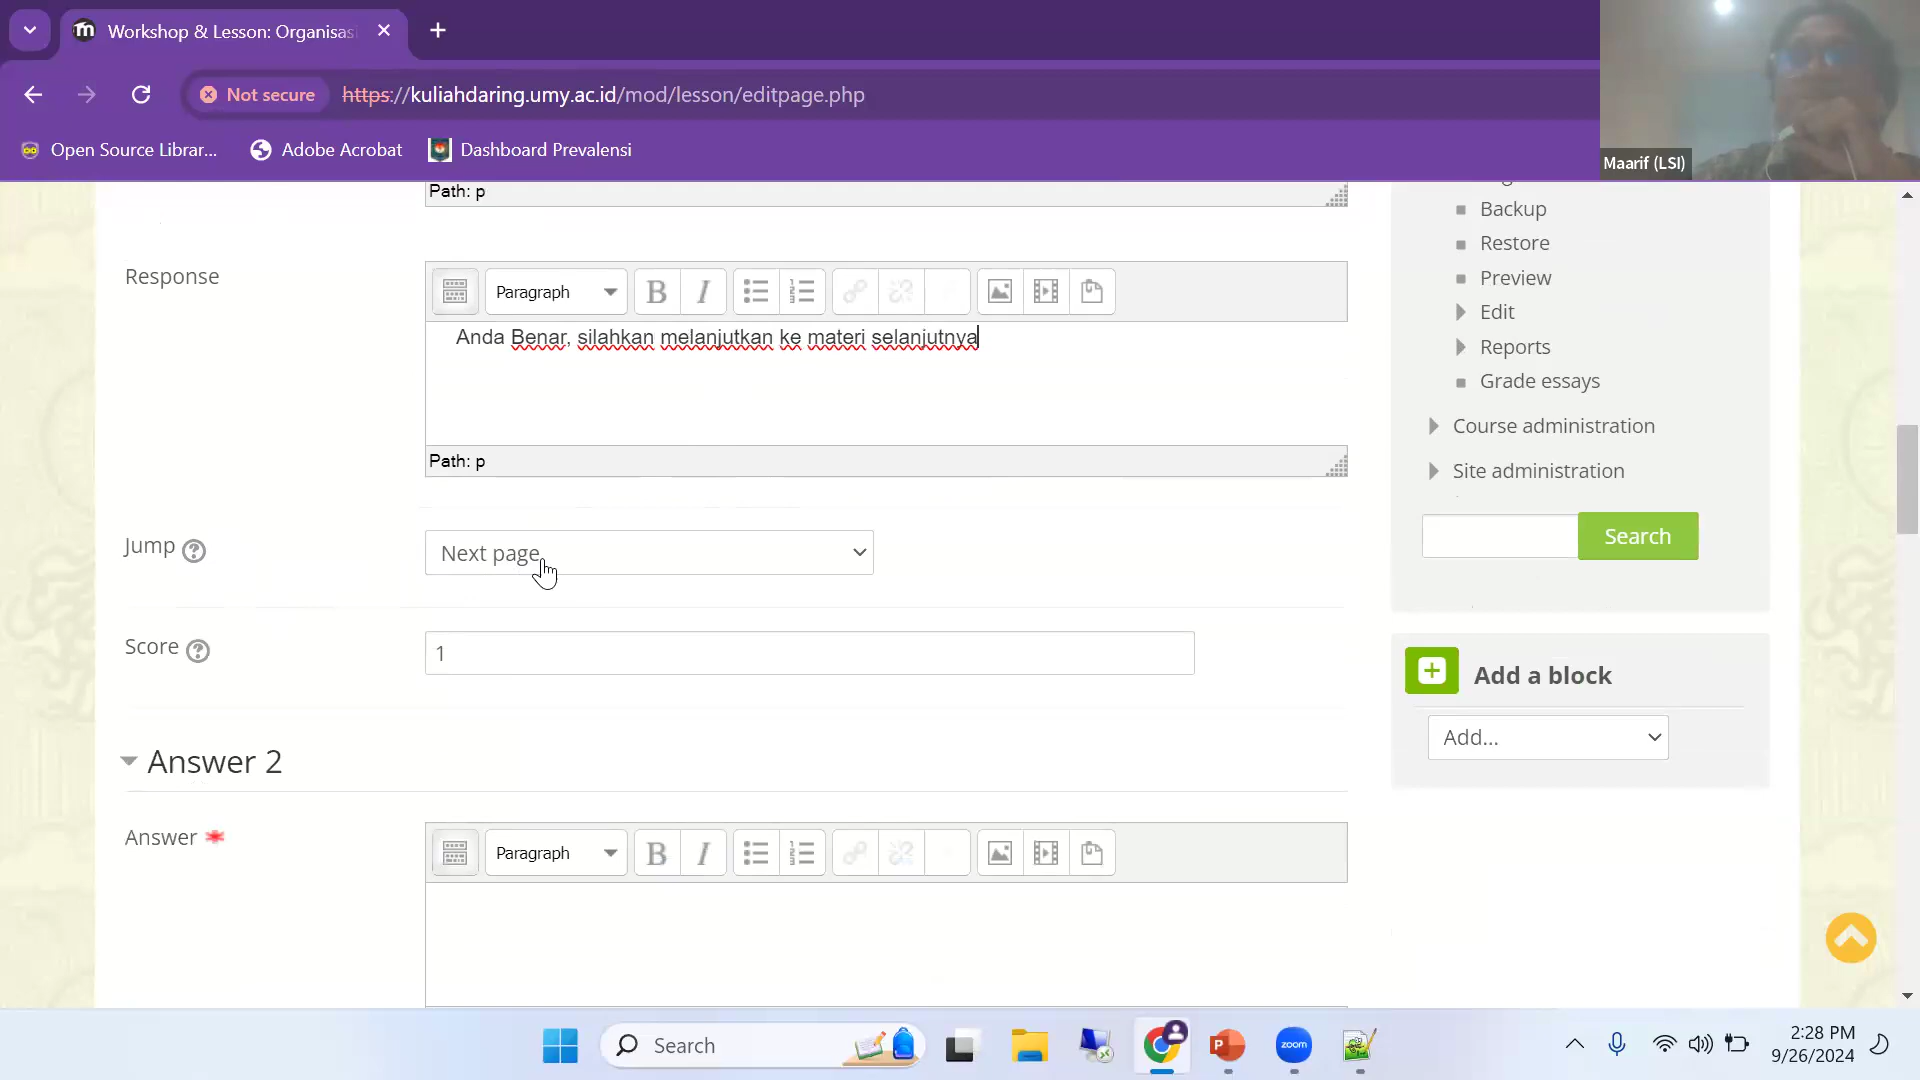 Workshop & Lesson: Organisasi
Not secure
https://kuliahdaring.umy.ac.id/mod/lesson/editpage.php
Open Source Librar...
Adobe Acrobat
Dashboard Prevalensi
Maarif (LSI)
Path: p
Response
Paragraph
B
I
Anda Benar, silahkan melanjutkan ke materi selanjutnya
Path: p
Jump
Next page
Score
1
Answer 2
Answer
Paragraph
B
I
Backup
Restore
Preview
Edit
Reports
Grade essays
Course administration
Site administration
Search
Add a block
Add...
Search
zoom
2:28 PM
9/26/2024